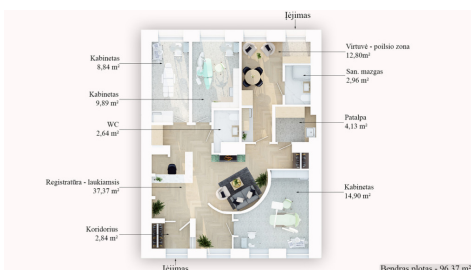 Įėjimas
Kabinetas
8,84 m²
Virtuvė - poilsio zona
12,80m²
Kabinetas
9,89 m²
San. mazgas
2,96 m²
WC
2,64 m²
Patalpa
4,13 m²
Registratūra - laukiamsis
37,37 m²
Kabinetas
14,90 m²
Koridorius
2,84 m²
Įėjimas
Bendras plotas - 96,37 m²